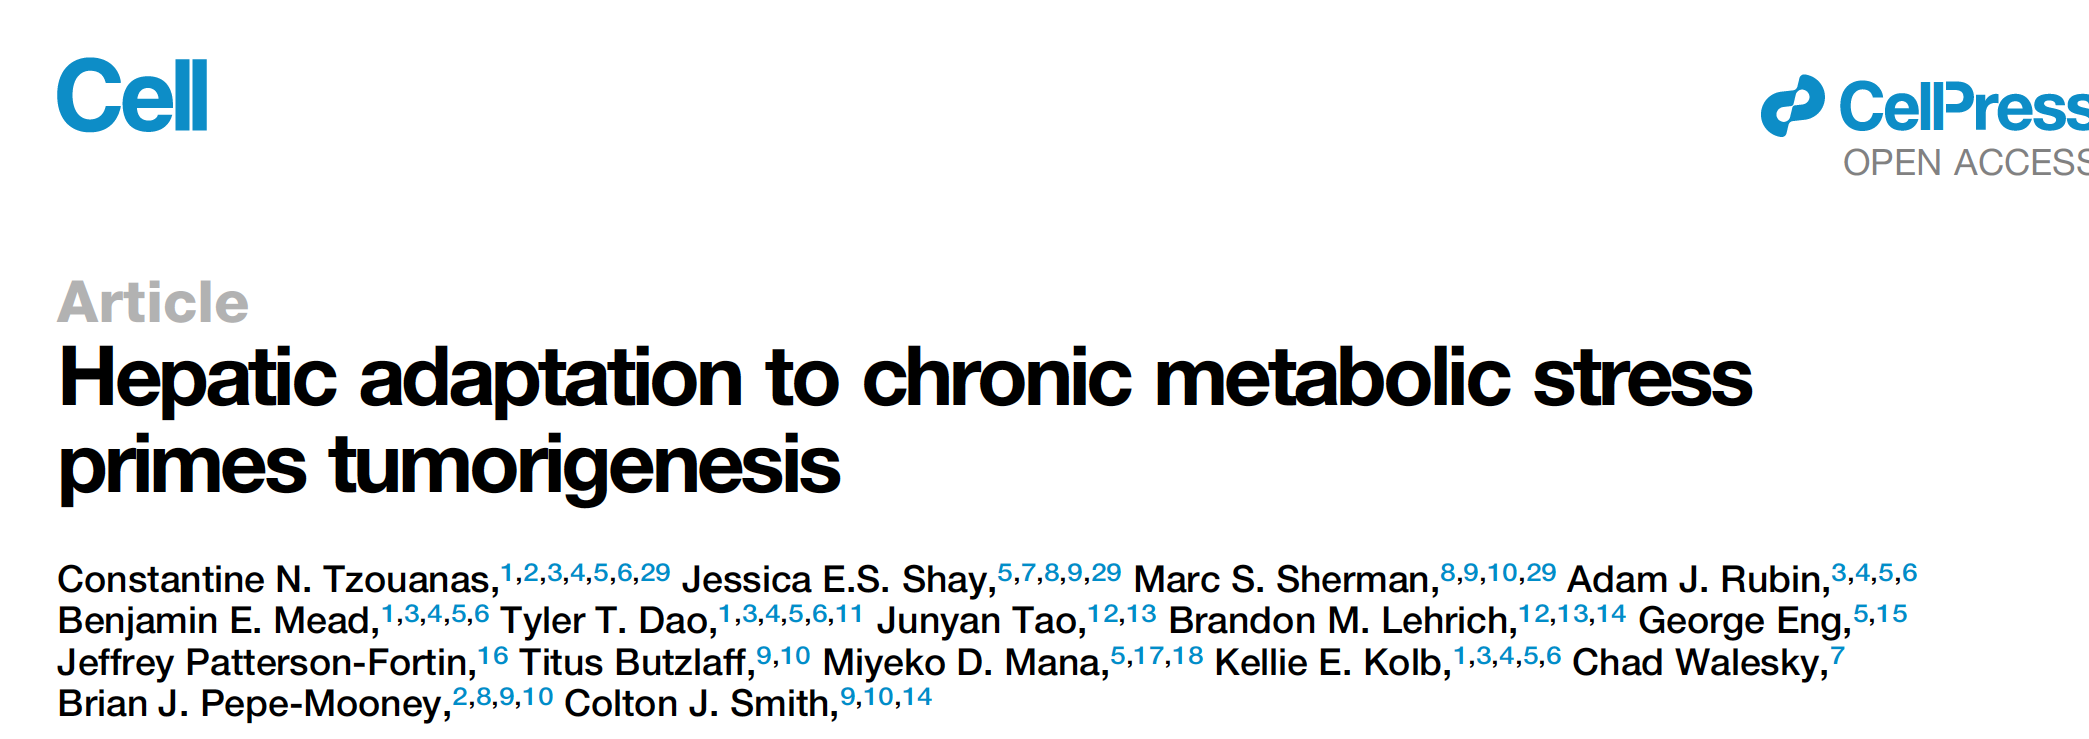 Cell
CellPress
OPEN ACCESS
Article
Hepatic adaptation to chronic metabolic stress
primes tumorigenesis
Constantine N. Tzouanas,1,2,3,4,5,6,29 Jessica E.S. Shay,5,7,8,9,29 Marc S. Sherman,8,9,10,29 Adam J. Rubin,3,4,5,6
Benjamin E. Mead,1,3,4,5,6 Tyler T. Dao,1,3,4,5,6,11 Junyan Tao,12,13 Brandon M. Lehrich,12,13,14 George Eng,5,15
Jeffrey Patterson-Fortin,16 Titus Butzlaff,9,10 Miyeko D. Mana,5,17,18 Kellie E. Kolb,1,3,4,5,6 Chad Walesky,7
Brian J. Pepe-Mooney,2,8,9,10 Colton J. Smith,9,10,14